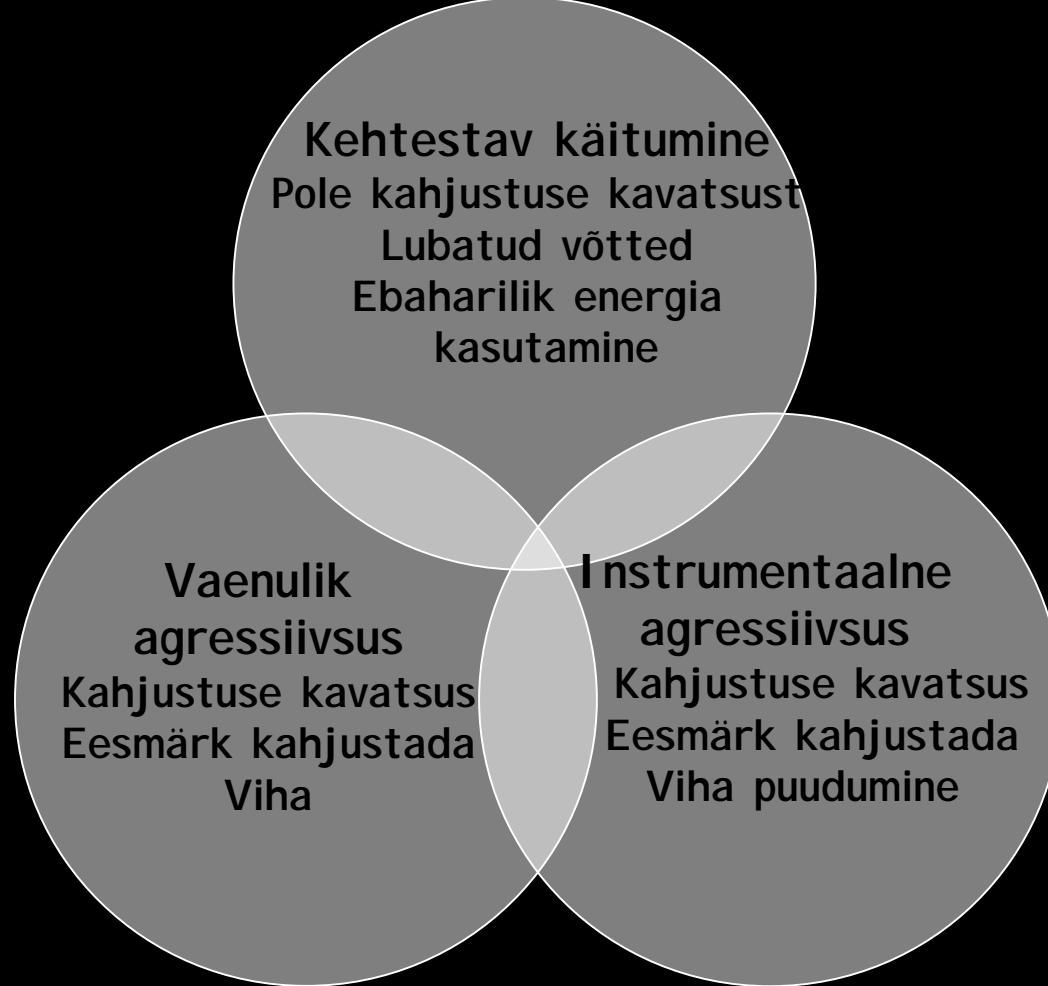 Kehtestav käitumine
Pole kahjustuse kavatsust
Lubatud võtted
Ebaharilik energia
kasutamine
Vaenulik
agressiivsus
Kahjustuse kavatsus
Eesmärk kahjustada
Viha
Instrumentaalne
agressiivsus
Kahjustuse kavatsus
Eesmärk kahjustada
Viha puudumine